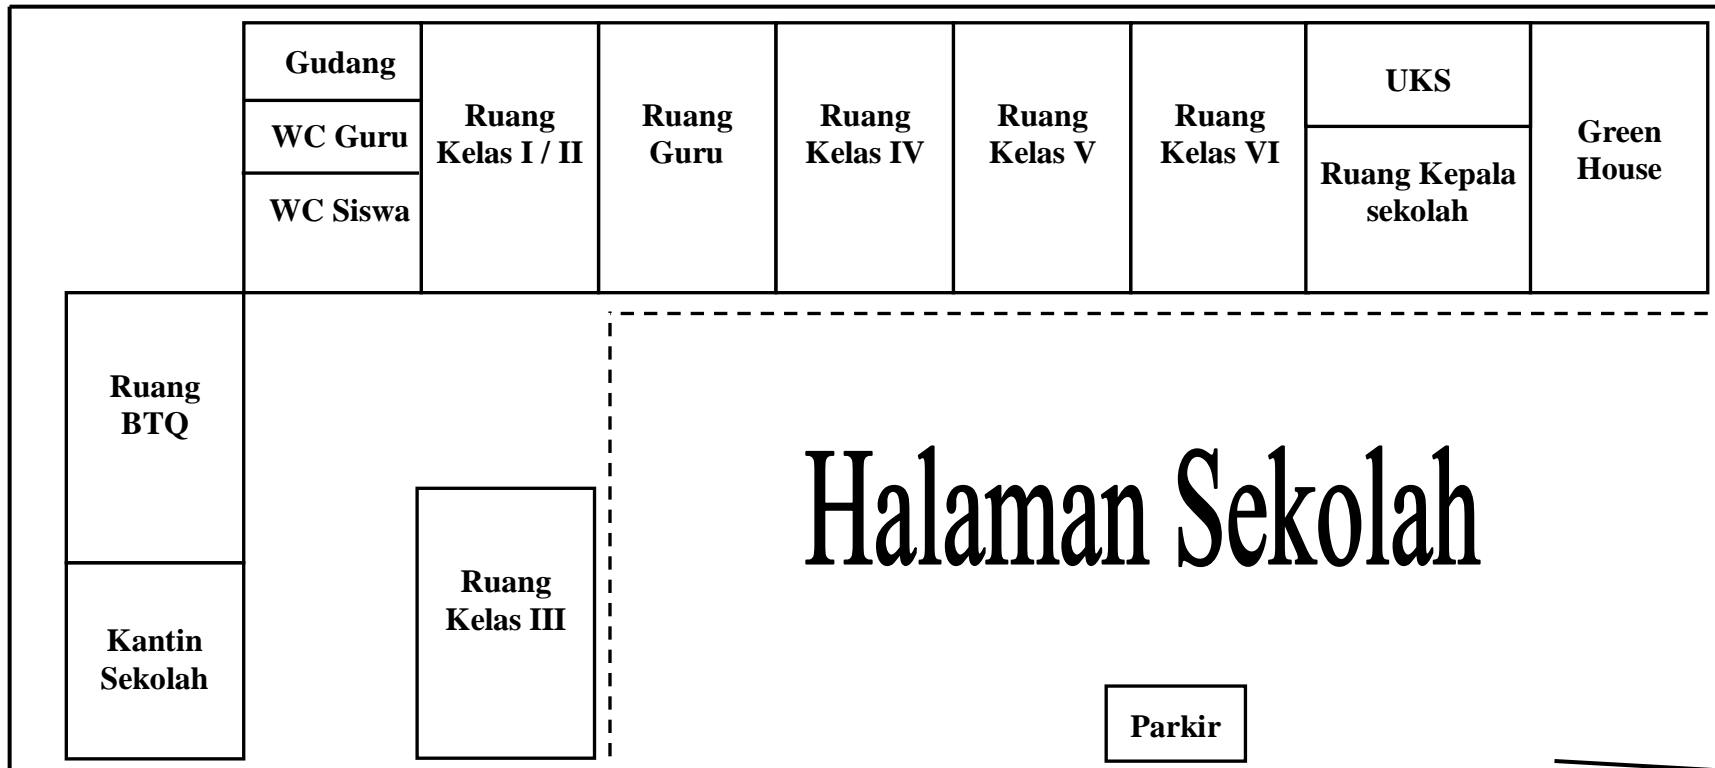 Gudang
WC Guru
WC Siswa
Ruang
Kelas I / II
Ruang
Guru
Ruang
Kelas IV
Ruang
Kelas V
Ruang
Kelas VI
UKS
Ruang Kepala
sekolah
Green
House
Ruang
BTQ
Kantin
Sekolah
Ruang
Kelas III
Halaman Sekolah
Parkir